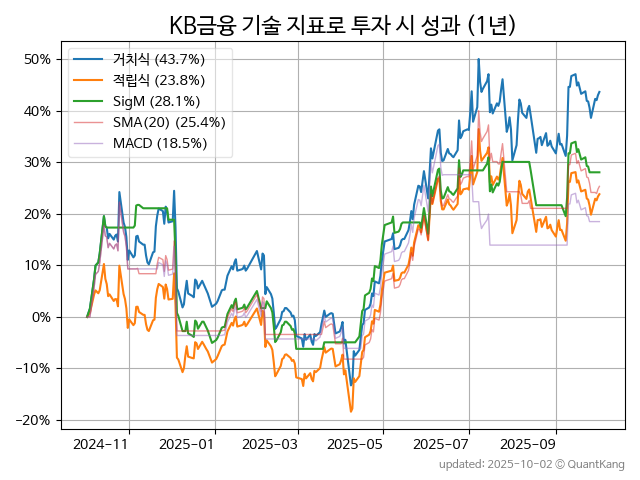 KB금융 기술 지표로 투자 시 성과 (1년)
50%
40%
30%
20%
10%
0%
−10%
−20%
거치식 (43.7%)
적립식 (23.8%)
SigM (28.1%)
SMA(20) (25.4%)
MACD (18.5%)
2024-11 2025-01 2025-03 2025-05 2025-07 2025-09
updated: 2025-10-02 © QuantKang